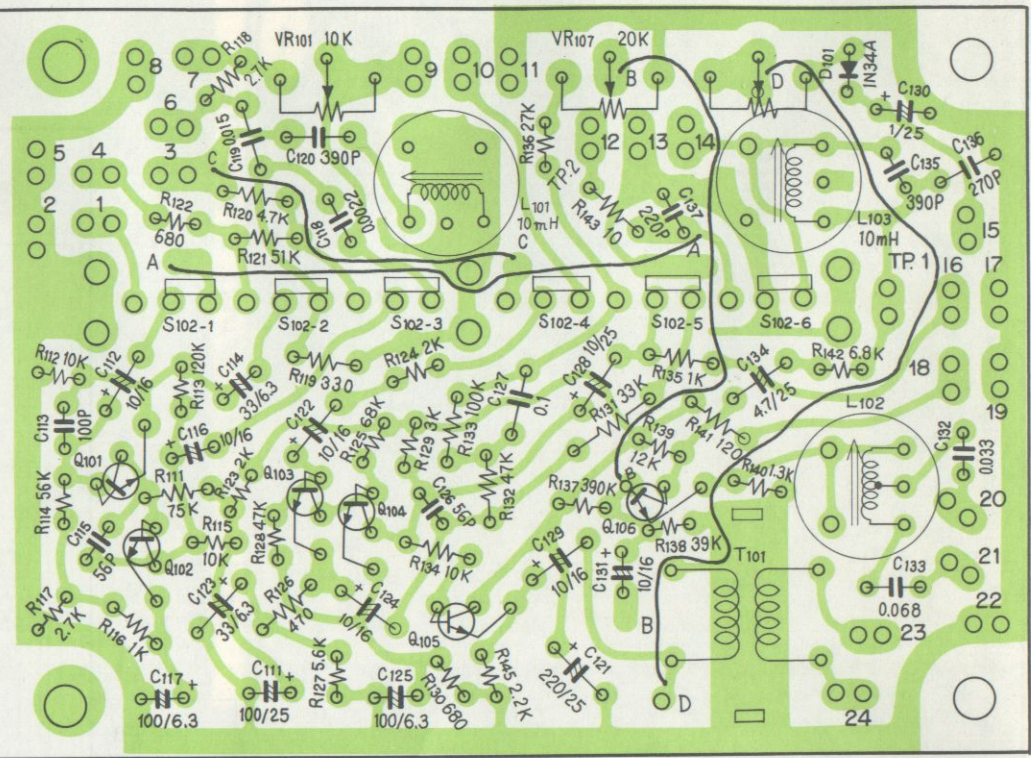 R118
2.7K
VR101 10K
VR107 20K
B
D
D101
1N34A
8
7
9
10
11
+ C130
1/25
6
C119 .0015
C120 390P
R136 27K
12
13
14
C135
390P
C136
270P
5
4
3
C
TP.2
R122
680
R120 4.7K
C118
0.0022
L101
10mH
R143 10
C137
220P
L103
10mH
2
1
R121 51K
C
A
15
A
TP.1
16
17
S102-1
S102-2
S102-3
S102-4
S102-5
S102-6
R112 10K
C112
10/16
+
R113 120K
C114
33/6.3
+
R119 330
R124 2K
C127
0.1
C128 10/25
+
R135 1K
C134
4.7/25
+
R142 6.8K
18
19
C113
100P
C116
10/16
+
C122
10/16
+
R125 68K
R129 3K
R133 100K
R131 33K
R139
12K
R141 120
L102
C132
0.033
Q101
R111
75K
R123 2K
Q103
Q104
C126 56P
R132 47K
R137 390K
B
R140 1.3K
20
R114 56K
C115
56P
Q102
R115
10K
R128 47K
R134 10K
C129
10/16
+
Q106
R138 39K
T101
21
R117
2.7K
R116 1K
C123
33/6.3
+
R126
470
C124
10/16
+
Q105
C131 +
10/16
C133
0.068
22
B
23
C117 +
100/6.3
C111 +
100/25
R127 5.6K
C125
100/6.3
R130 680
R145 2.2K
C121
220/25
+
D
24